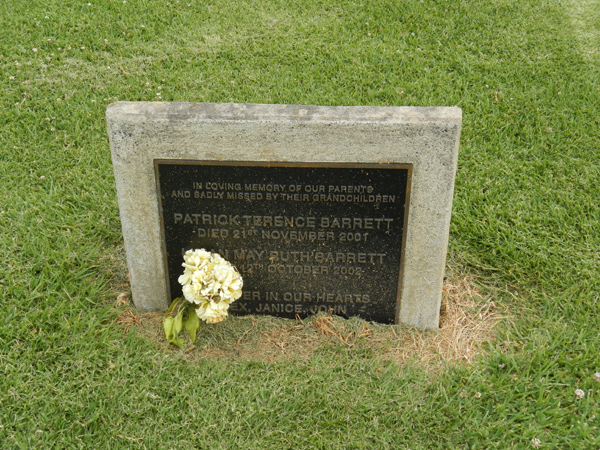 IN LOVING MEMORY OF OUR PARENTS
AND SADLY MISSED BY THEIR GRANDCHILDREN
PATRICK TERENCE BARRETT
DIED 21ST NOVEMBER 2001
MAY RUTH BARRETT
OCTOBER 2002
IN OUR HEARTS
JANICE, JOHN